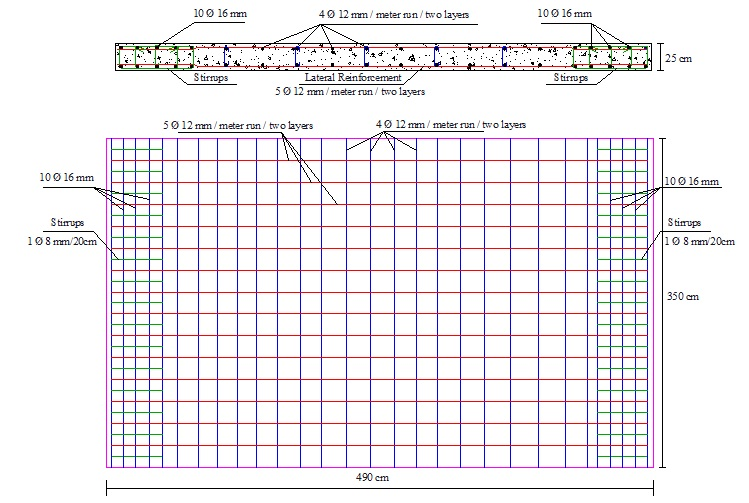 10 Ø 16 mm
4 Ø 12 mm / meter run / two layers
10 Ø 16 mm
25 cm
Stirrups
Lateral Reinforcement
Stirrups
5 Ø 12 mm / meter run / two layers
5 Ø 12 mm / meter run / two layers
4 Ø 12 mm / meter run / two layers
10 Ø 16 mm
10 Ø 16 mm
Stirrups
Stirrups
1 Ø 8 mm/20cm
1 Ø 8 mm/20cm
350 cm
490 cm